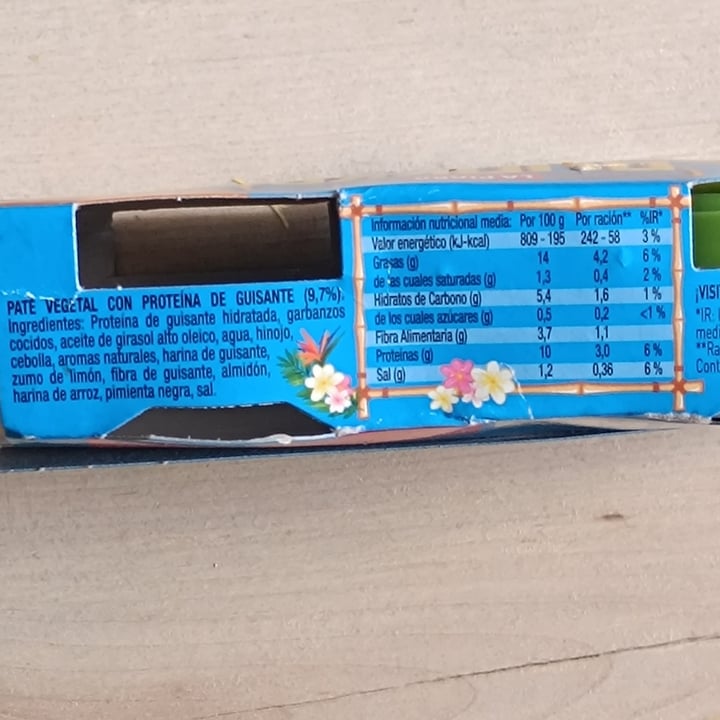 PATE VEGETAL CON PROTEÍNA DE GUISANTE (9,7%).
Ingredientes: Proteína de guisante hidratada, garbanzos
cocidos, aceite de girasol alto oleico, agua, hinojo,
cebolla, aromas naturales, harina de guisante,
zumo de limón, fibra de guisante, almidón,
harina de arroz, pimienta negra, sal.
Información nutricional media: Por 100 g Por ración** %IR*
Valor energético (kJ-kcal) 809 - 195 242 - 58 3 %
Grasas (g) 14 4,2 6 %
de las cuales saturadas (g) 1,3 0,4 2 %
Hidratos de Carbono (g) 5,4 1,6 1 %
de los cuales azúcares (g) 0,5 0,2 <1 %
Fibra Alimentaria (g) 3,7 1,1
Proteínas (g) 10 3,0 6 %
Sal (g) 1,2 0,36 6 %
¡VISI
*IR:
medi
**Ra
Cont